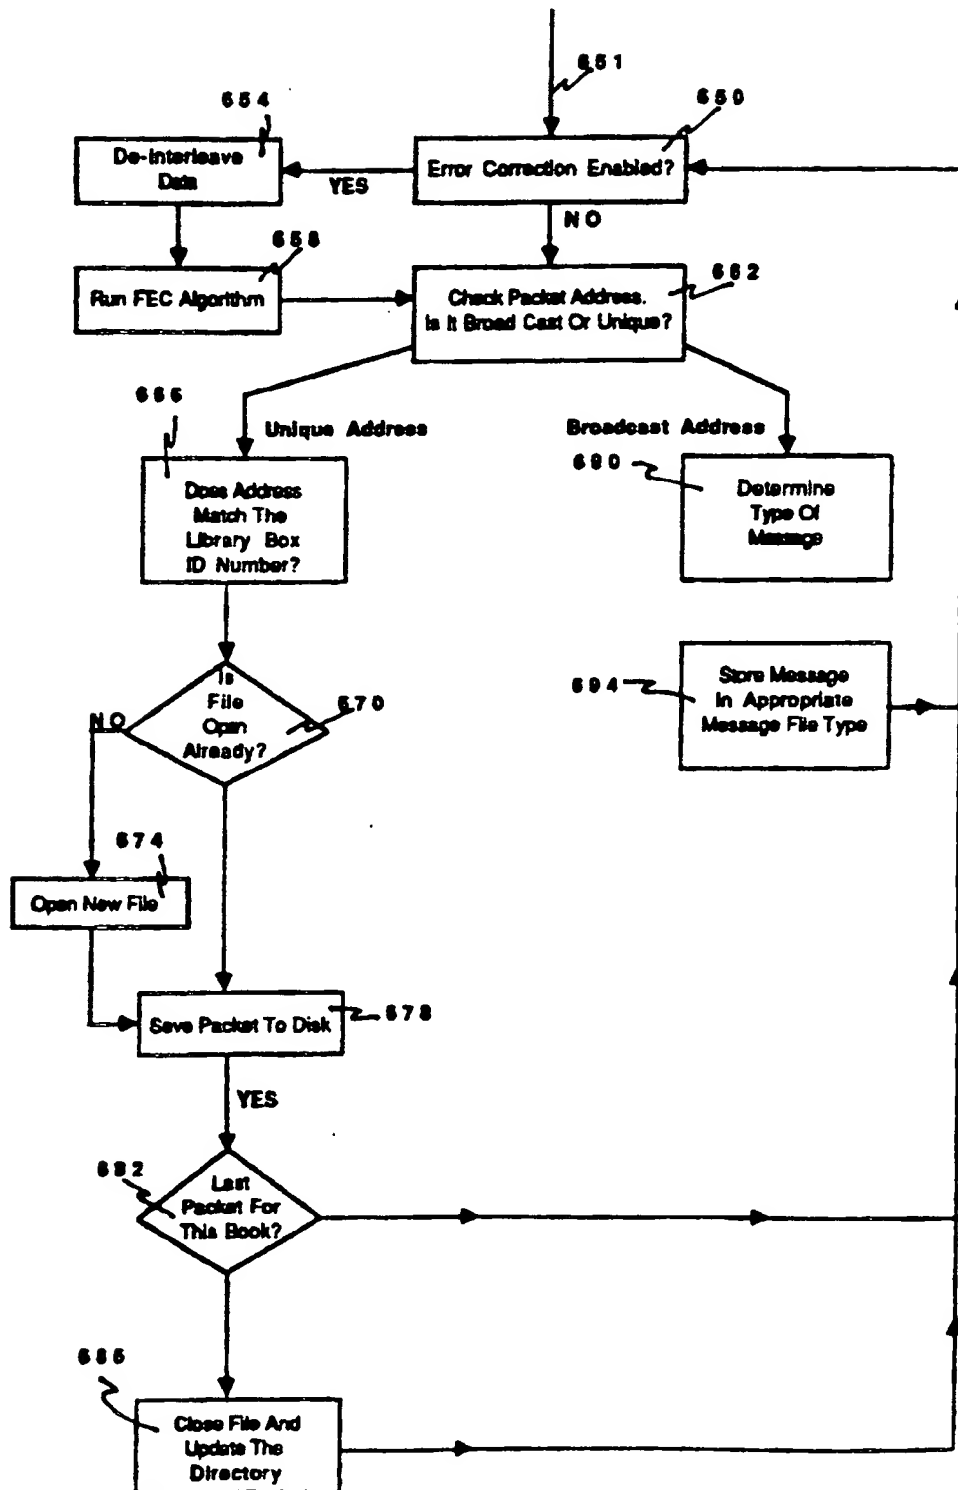 651
654
650
De-Interleave
Data
Error Correction Enabled?
YES
NO
658
662
Run FEC Algorithm
Check Packet Address.
Is It Broad Cast Or Unique?
666
Unique Address
Broadcast Address
690
Does Address
Match The
Library Box
ID Number?
Determine
Type Of
Message
Is
File
Open
Already?
670
NO
694
Store Message
In Appropriate
Message File Type
674
Open New File
Save Packet To Disk
678
YES
682
Last
Packet For
This Book?
686
Close File And
Update The
Directory